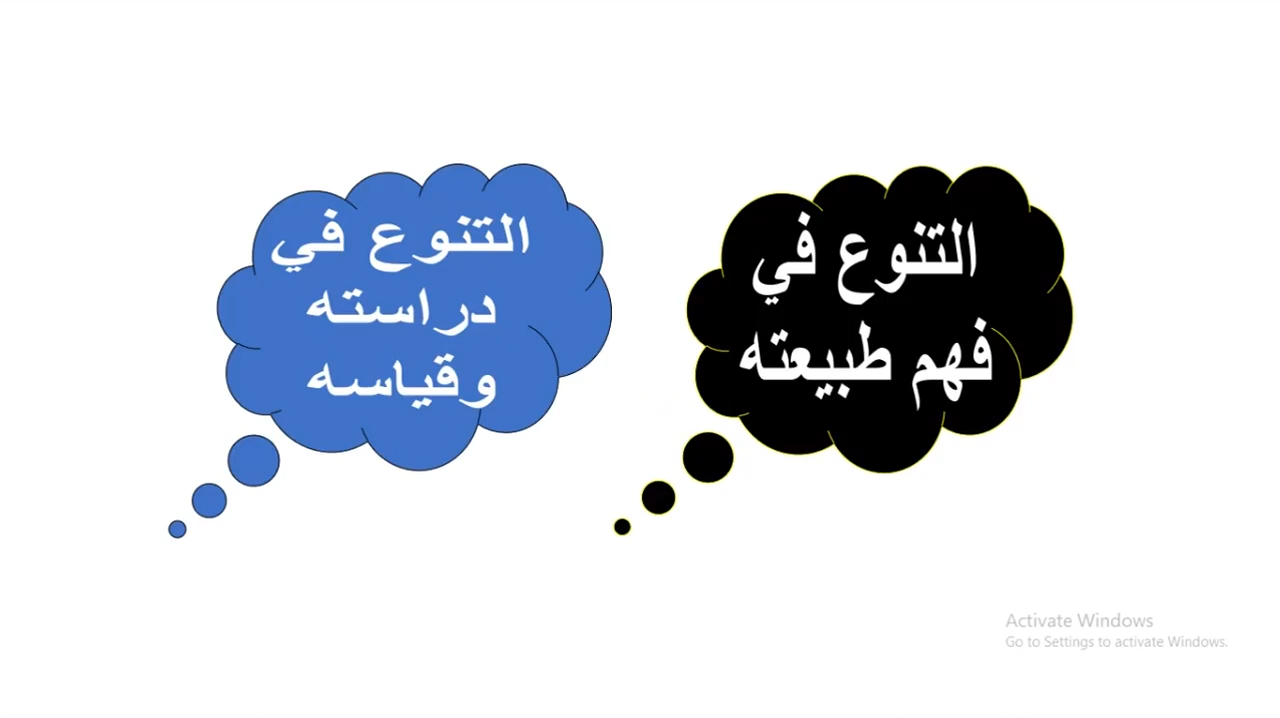 التنوع في
فهم طبيعته
التنوع في
دراسته
وقياسه
Activate Windows
Go to Settings to activate Windows.